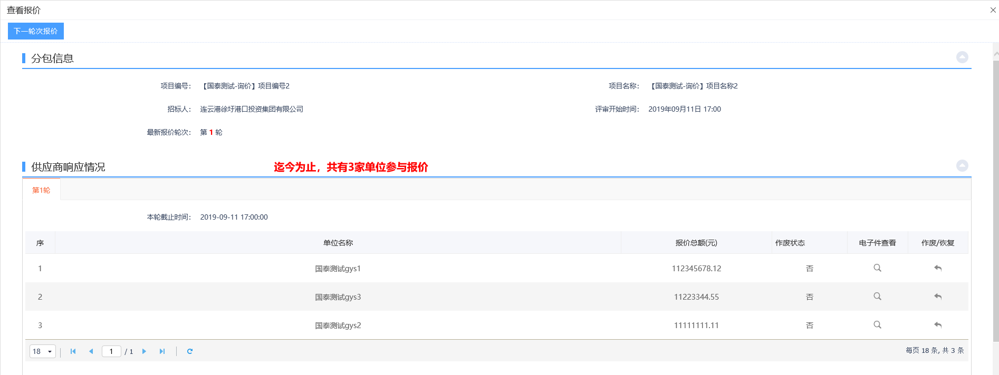 查看报价
下一轮次报价
分包信息
项目编号： 【国泰测试-询价】项目编号2 项目名称： 【国泰测试-询价】项目名称2
招标人： 连云港徐圩港口投资集团有限公司 评审开始时间： 2019年09月11日 17:00
最新报价轮次： 第 1 轮
供应商响应情况 迄今为止，共有3家单位参与报价
第1轮
本轮截止时间： 2019-09-11 17:00:00
序 单位名称 报价总额(元) 作废状态 电子件查看 作废/恢复
1 国泰测试gys1 112345678.12 否
2 国泰测试gys3 11223344.55 否
3 国泰测试gys2 11111111.11 否
18 1 / 1 每页 18 条, 共 3 条